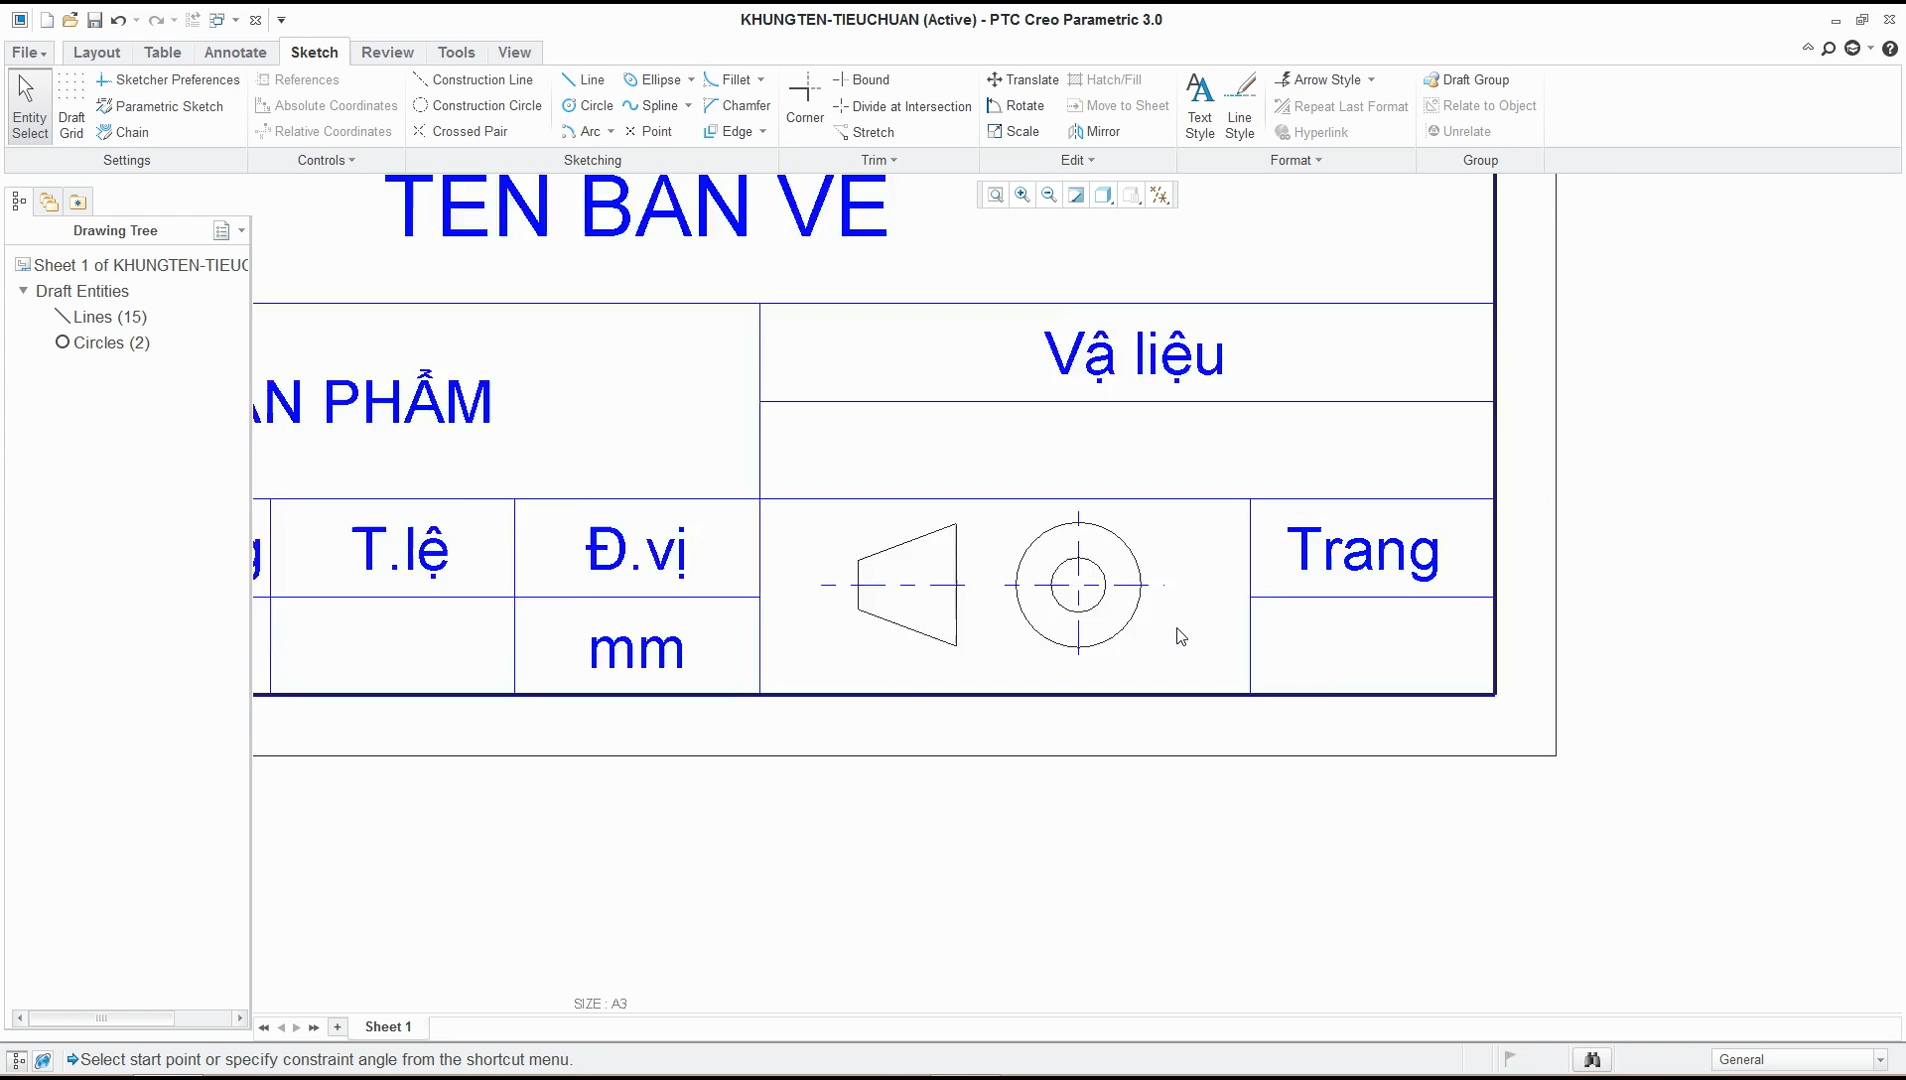 KHUNGTEN-TIEUCHUAN (Active) - PTC Creo Parametric 3.0
File Layout Table Annotate Sketch Review Tools View
Entity Select
Draft Grid
Sketcher Preferences
Parametric Sketch
Chain
Settings
References
Absolute Coordinates
Relative Coordinates
Controls
Construction Line
Construction Circle
Crossed Pair
Line
Circle
Arc
Ellipse
Spline
Point
Fillet
Chamfer
Edge
Sketching
Corner
Bound
Divide at Intersection
Stretch
Trim
Translate
Rotate
Scale
Hatch/Fill
Move to Sheet
Mirror
Edit
Text Style
Line Style
Arrow Style
Repeat Last Format
Hyperlink
Format
Draft Group
Relate to Object
Unrelate
Group
Drawing Tree
Sheet 1 of KHUNGTEN-TIEUC
Draft Entities
Lines (15)
Circles (2)
TEN BAN VE
Vậ liệu
ẢN PHẨM
g
T.lệ
Đ.vị
Trang
mm
SIZE : A3
Sheet 1
Select start point or specify constraint angle from the shortcut menu.
General